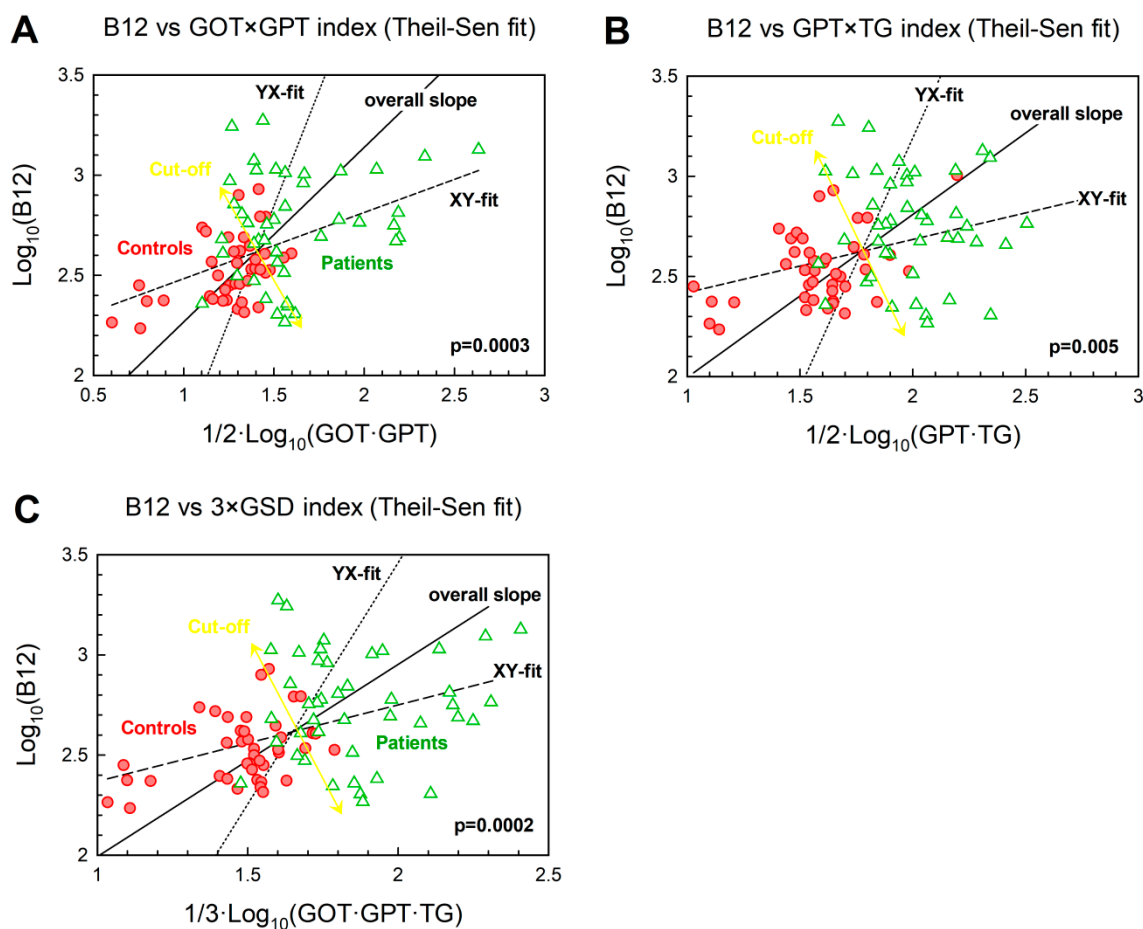 A
B12 vs GOT×GPT index (Theil-Sen fit)
3.5
3
2.5
2
Log10(B12)
YX-fit
overall slope
Cut-off
XY-fit
Controls
Patients
p=0.0003
0.5
1
1.5
2
2.5
3
1/2·Log10(GOT·GPT)
B
B12 vs GPT×TG index (Theil-Sen fit)
3.5
3
2.5
2
Log10(B12)
YX-fit
overall slope
Cut-off
XY-fit
Controls
Patients
p=0.005
1
1.5
2
2.5
3
1/2·Log10(GPT·TG)
C
B12 vs 3×GSD index (Theil-Sen fit)
3.5
3
2.5
2
Log10(B12)
YX-fit
overall slope
Cut-off
XY-fit
Controls
Patients
p=0.0002
1
1.5
2
2.5
1/3·Log10(GOT·GPT·TG)